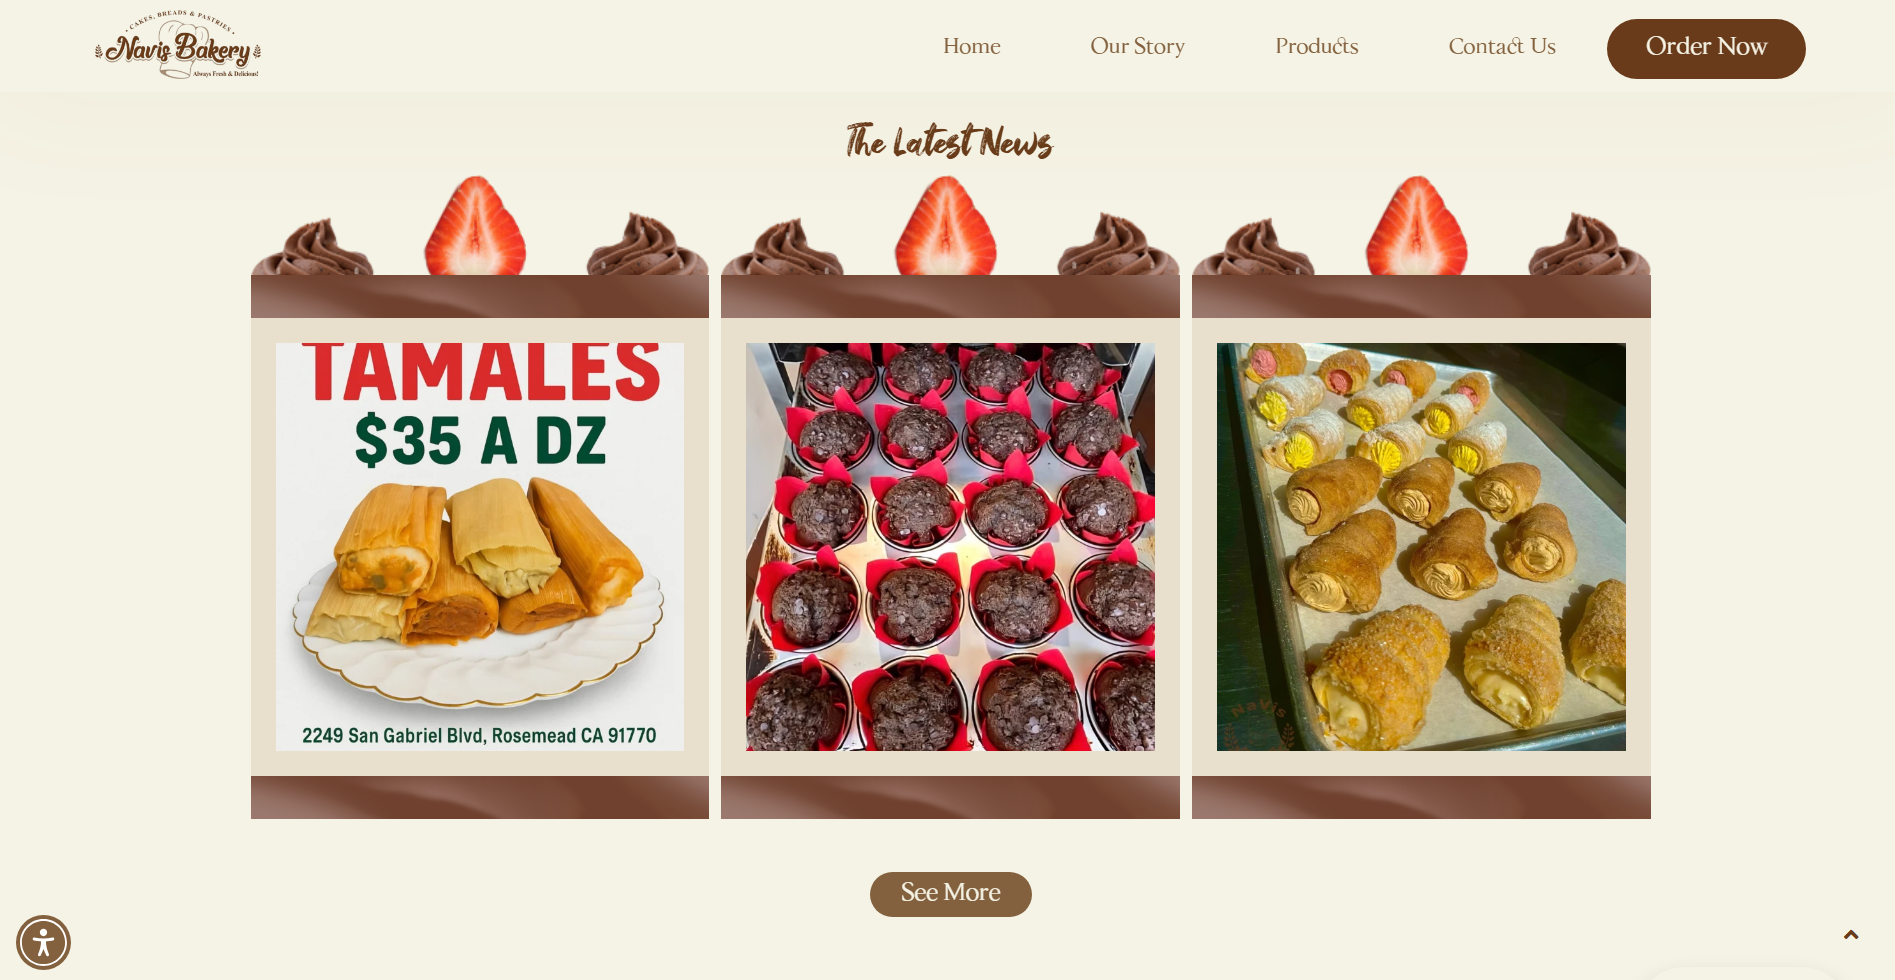 CAKES, BREADS & PASTRIES
Navis Bakery
Always Fresh & Delicious!
Home
Our Story
Products
Contact Us
Order Now
The Latest News
TAMALES
$35 A DZ
2249 San Gabriel Blvd, Rosemead CA 91770
Navis
See More